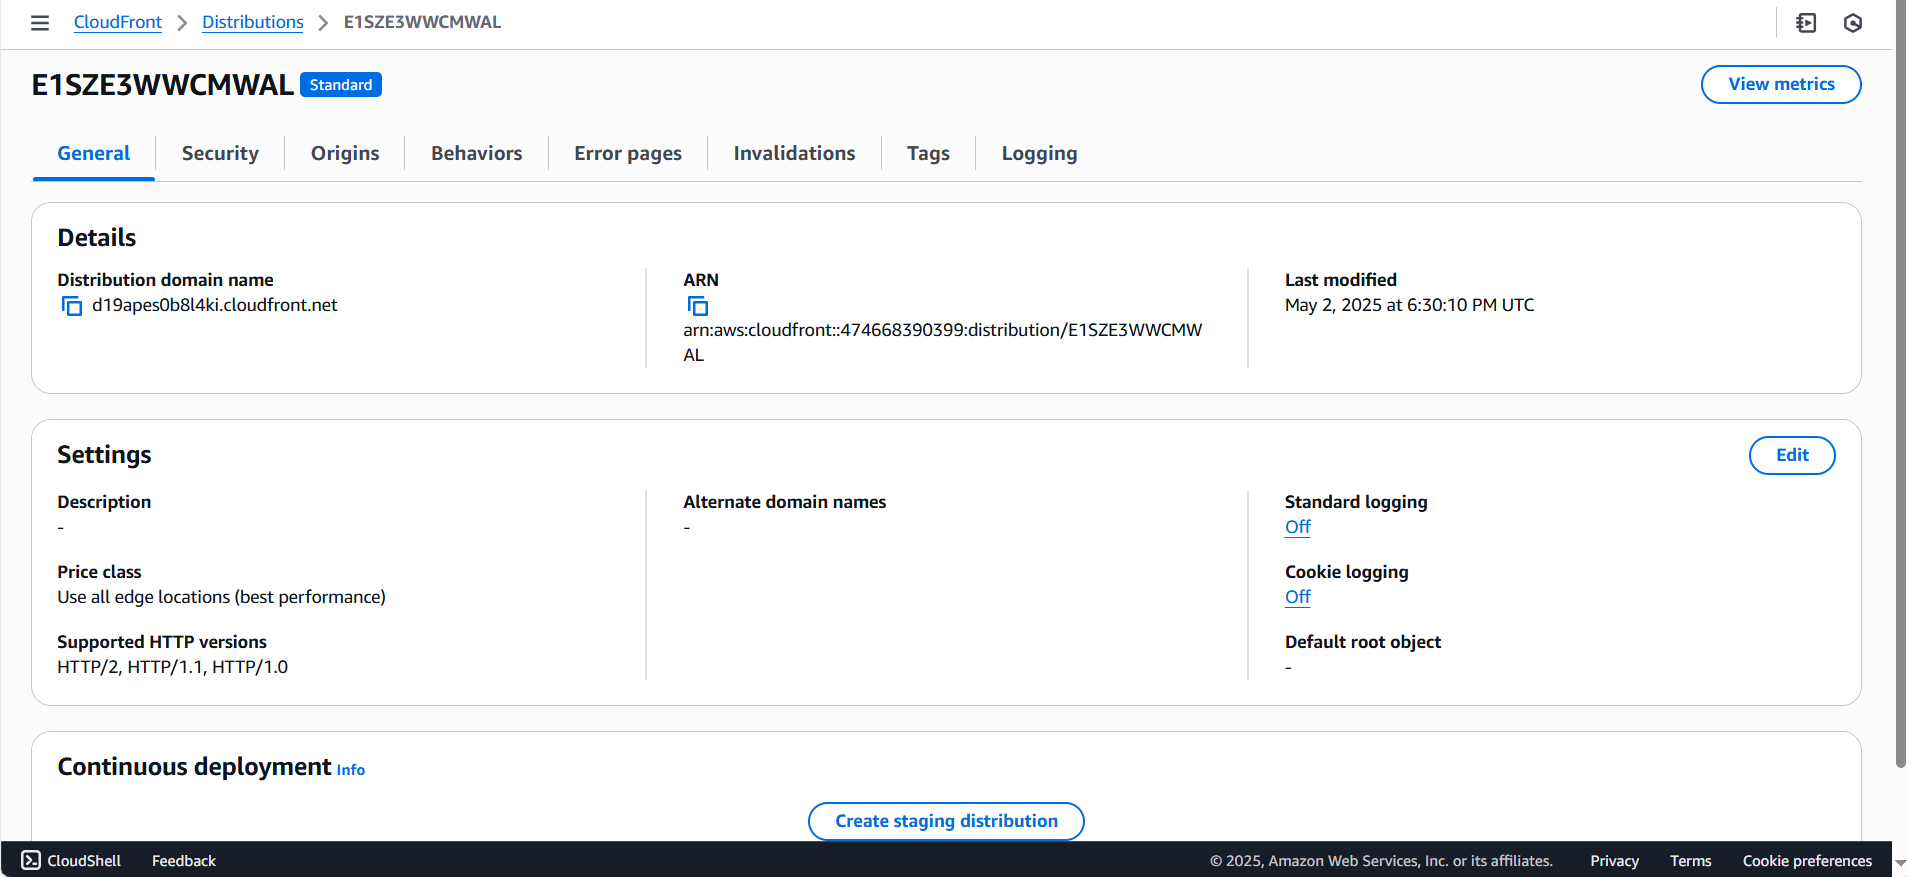 CloudFront > Distributions > E1SZE3WWCMWAL
E1SZE3WWCMWAL Standard
View metrics
General Security Origins Behaviors Error pages Invalidations Tags Logging
Details
Distribution domain name
d19apes0b8l4ki.cloudfront.net
ARN
arn:aws:cloudfront::474668390399:distribution/E1SZE3WWCMW
AL
Last modified
May 2, 2025 at 6:30:10 PM UTC
Settings
Edit
Description
-
Price class
Use all edge locations (best performance)
Supported HTTP versions
HTTP/2, HTTP/1.1, HTTP/1.0
Alternate domain names
-
Standard logging
Off
Cookie logging
Off
Default root object
-
Continuous deployment Info
Create staging distribution
CloudShell Feedback
© 2025, Amazon Web Services, Inc. or its affiliates. Privacy Terms Cookie preferences